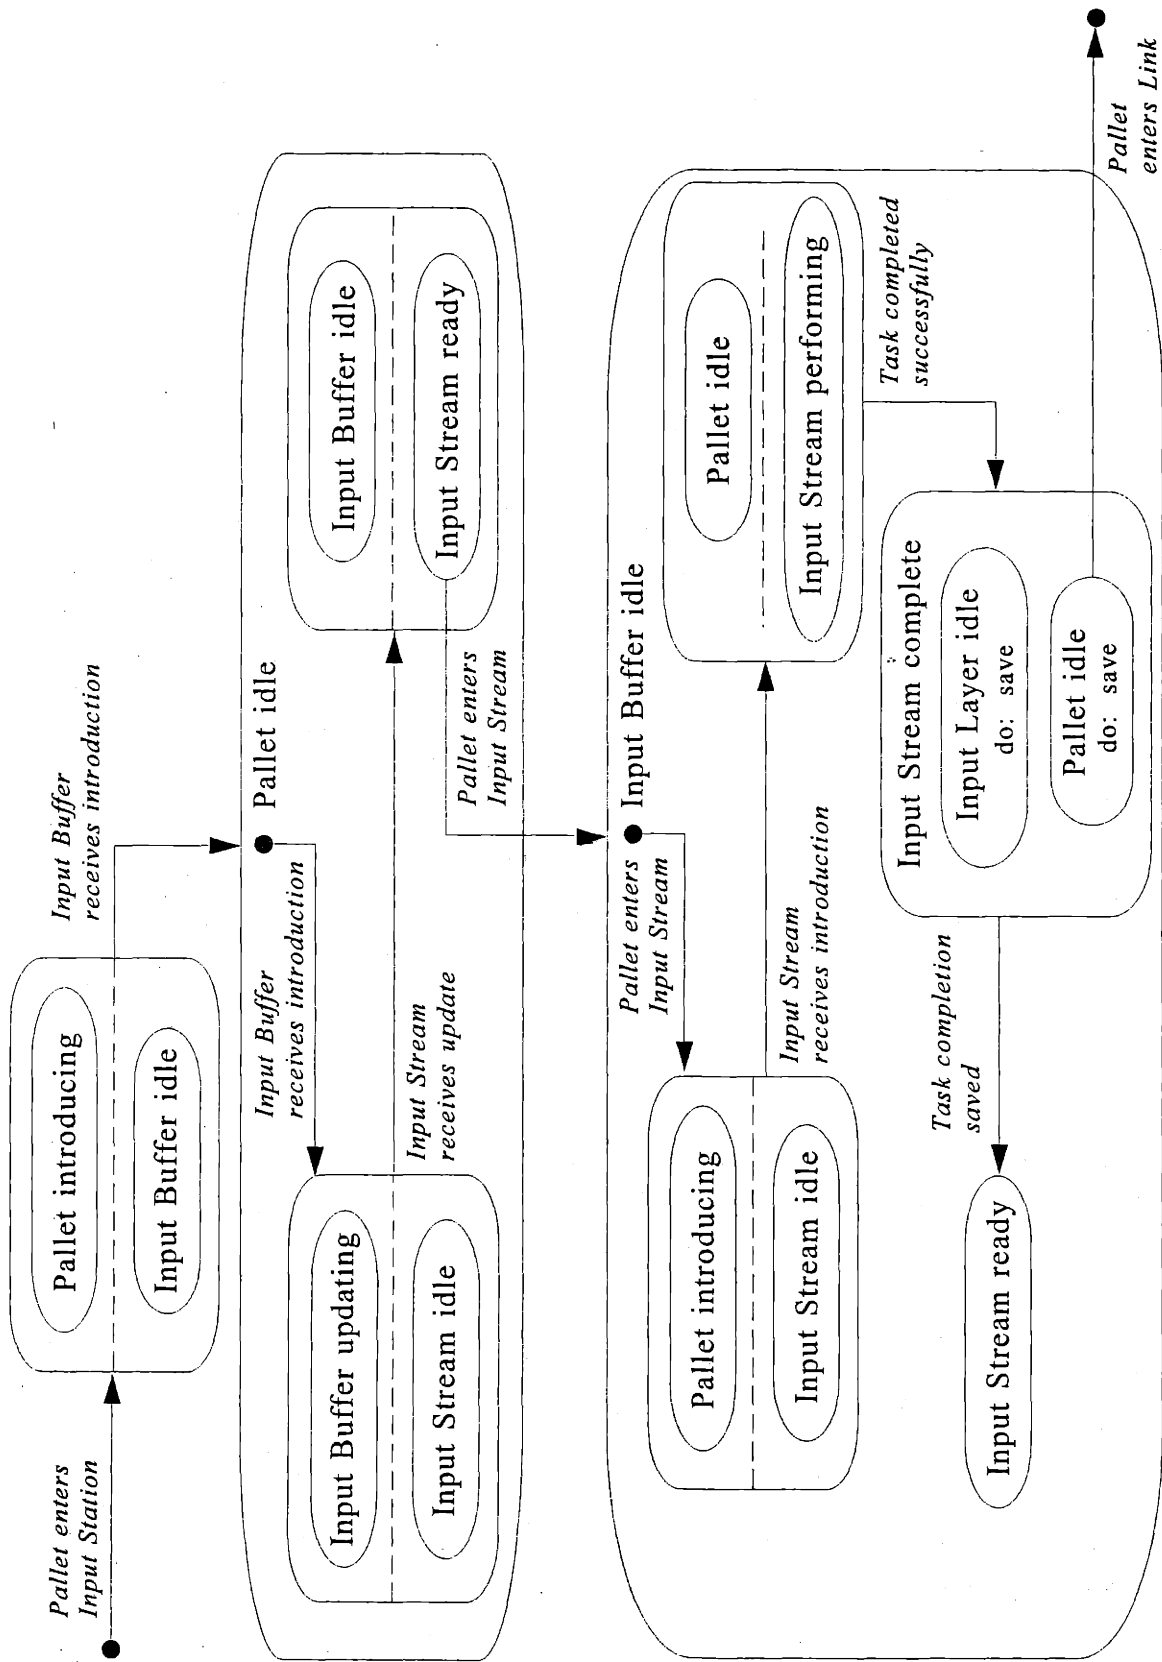 Pallet enters
Input Station
Pallet introducing
Input Buffer idle
Input Buffer
receives introduction
Pallet idle
Input Buffer
receives introduction
Input Buffer updating
Input Stream idle
Input Stream
receives update
Input Buffer idle
Input Stream ready
Pallet enters
Input Stream
Input Buffer idle
Pallet enters
Input Stream
Pallet introducing
Input Stream idle
Input Stream
receives introduction
Pallet idle
Input Stream performing
Task completed
successfully
Input Stream complete
Input Layer idle
do: save
Pallet idle
do: save
Task completion
saved
Input Stream ready
Pallet
enters Link